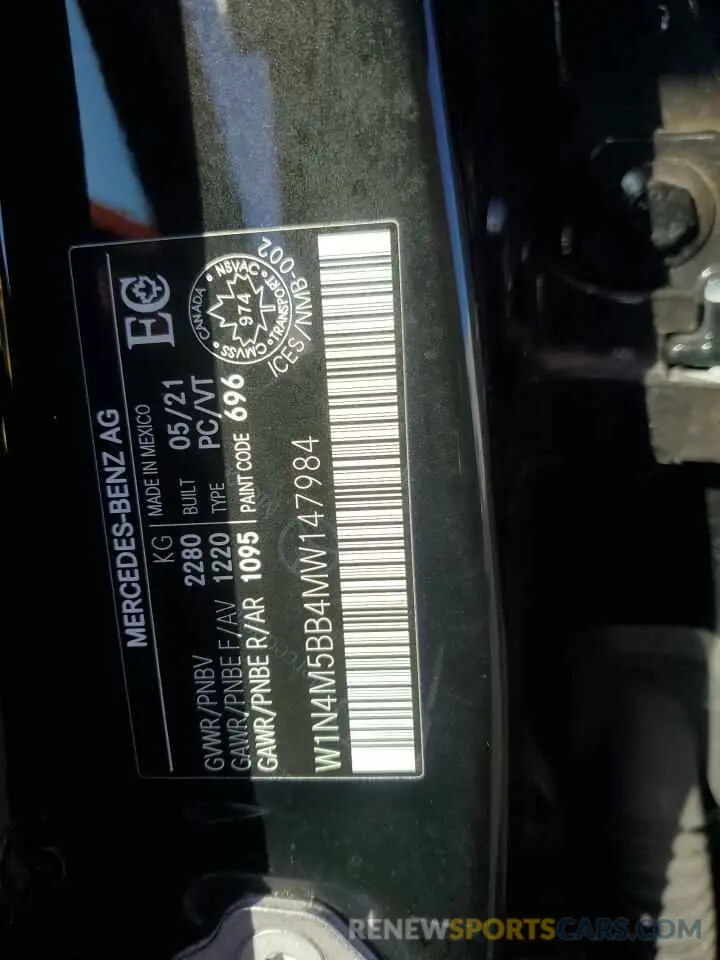 MERCEDES-BENZ AG
KG MADE IN MEXICO
GVWR/PNBV 2280 BUILT 05/21
GAWR/PNBE F/AV 1220 TYPE PC/VT
GAWR/PNBE R/AR 1095 PAINT CODE 696
EC
CANADA NSVAC
974
CMVSS TRANSPORT
/CES/NMB-002
W1N4M5BB4MW147984
RENEWSPORTSCARS.COM